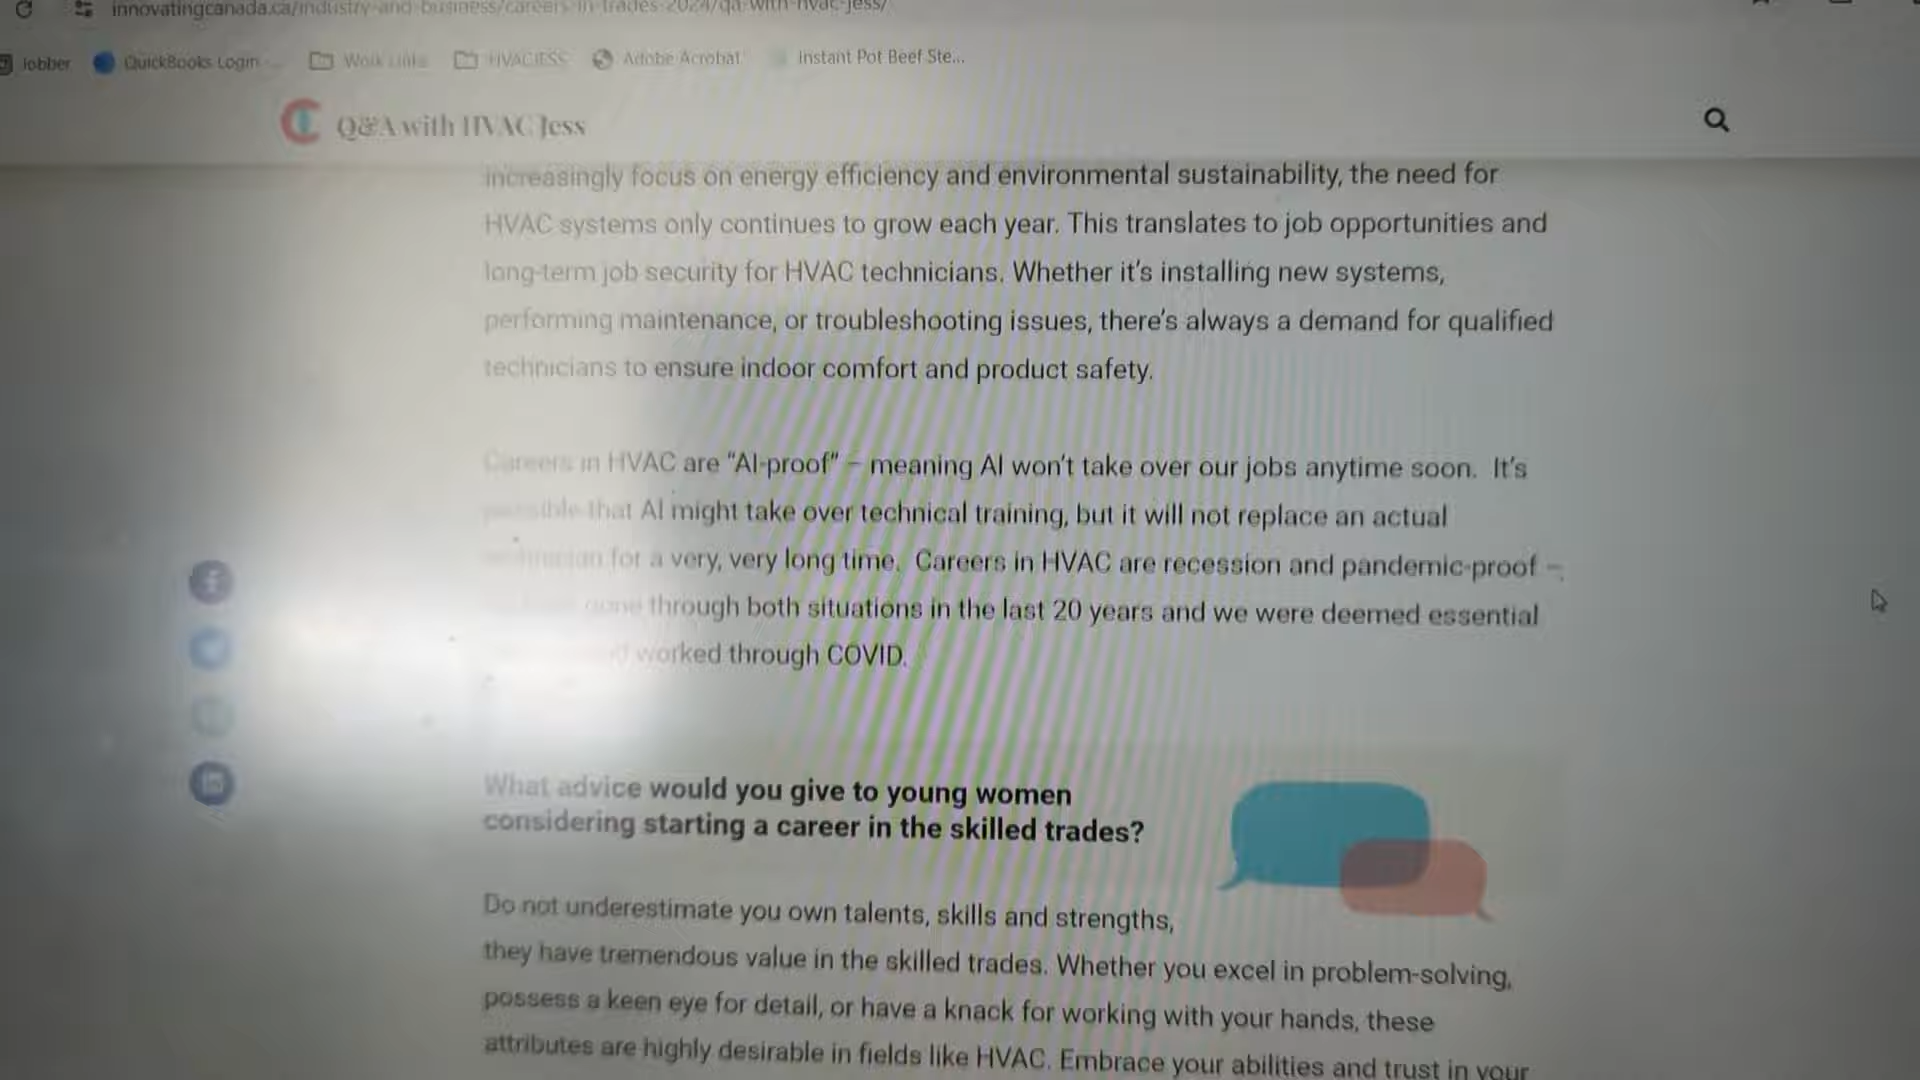 innovatingcanada.ca/industry-and-business/careers-in-trades-2024/qa-with-hvac-jess/
Jobber QuickBooks Login Work Links HVACJESS Adobe Acrobat Instant Pot Beef Ste...
Q&A with HVAC Jess
increasingly focus on energy efficiency and environmental sustainability, the need for
HVAC systems only continues to grow each year. This translates to job opportunities and
long-term job security for HVAC technicians. Whether it's installing new systems,
performing maintenance, or troubleshooting issues, there's always a demand for qualified
technicians to ensure indoor comfort and product safety.
Careers in HVAC are "AI-proof" – meaning AI won't take over our jobs anytime soon. It's
possible that AI might take over technical training, but it will not replace an actual
technician for a very, very long time. Careers in HVAC are recession and pandemic-proof –
gone through both situations in the last 20 years and we were deemed essential
worked through COVID.
What advice would you give to young women
considering starting a career in the skilled trades?
Do not underestimate you own talents, skills and strengths,
they have tremendous value in the skilled trades. Whether you excel in problem-solving,
possess a keen eye for detail, or have a knack for working with your hands, these
attributes are highly desirable in fields like HVAC. Embrace your abilities and trust in your